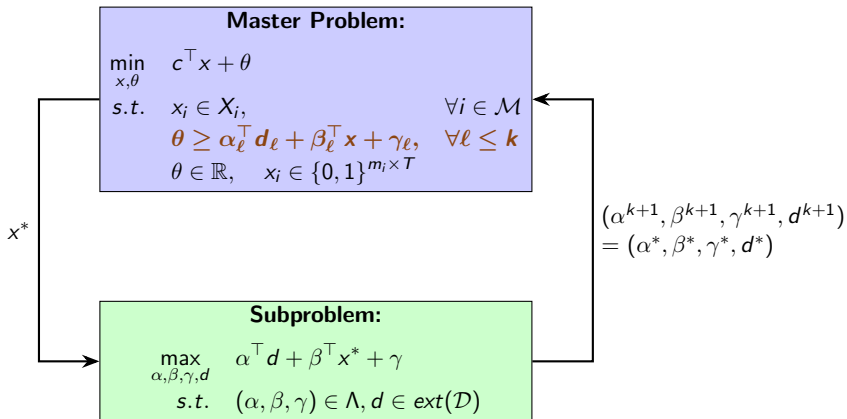 Master Problem:
min_{x,θ} c^⊤ x + θ
s.t. x_i ∈ X_i, ∀i ∈ ℳ
θ ≥ α_ℓ^⊤ d_ℓ + β_ℓ^⊤ x + γ_ℓ, ∀ℓ ≤ k
θ ∈ ℝ, x_i ∈ {0, 1}^{m_i × T}
x*
(α^{k+1}, β^{k+1}, γ^{k+1}, d^{k+1})
= (α*, β*, γ*, d*)
Subproblem:
max_{α,β,γ,d} α^⊤ d + β^⊤ x* + γ
s.t. (α, β, γ) ∈ Λ, d ∈ ext(𝒟)